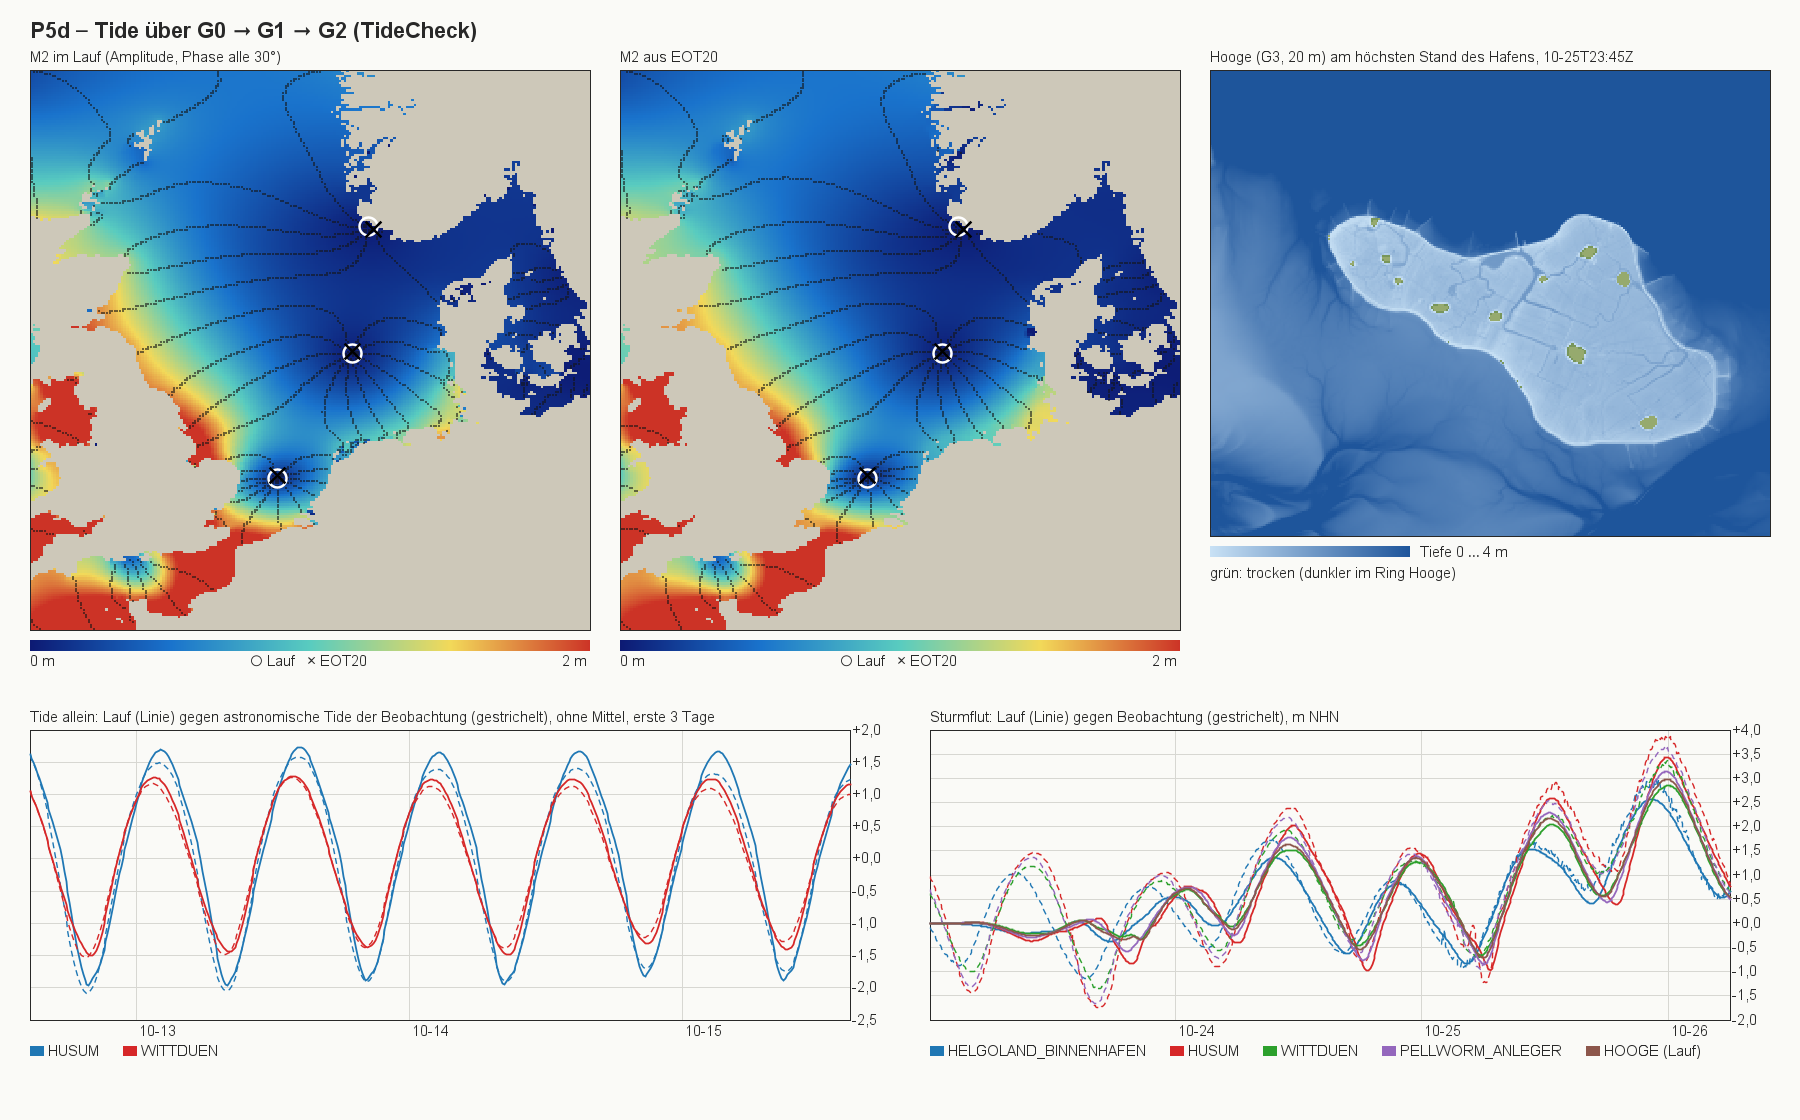 P5d – Tide über G0 → G1 → G2 (TideCheck)
M2 im Lauf (Amplitude, Phase alle 30°)
M2 aus EOT20
Hooge (G3, 20 m) am höchsten Stand des Hafens, 10-25T23:45Z
0 m
○ Lauf × EOT20
2 m
0 m
○ Lauf × EOT20
2 m
Tiefe 0 ... 4 m
grün: trocken (dunkler im Ring Hooge)
Tide allein: Lauf (Linie) gegen astronomische Tide der Beobachtung (gestrichelt), ohne Mittel, erste 3 Tage
+2,0
+1,5
+1,0
+0,5
+0,0
-0,5
-1,0
-1,5
-2,0
-2,5
10-13
10-14
10-15
HUSUM
WITTDUEN
Sturmflut: Lauf (Linie) gegen Beobachtung (gestrichelt), m NHN
+4,0
+3,5
+3,0
+2,5
+2,0
+1,5
+1,0
+0,5
+0,0
-0,5
-1,0
-1,5
-2,0
10-24
10-25
10-26
HELGOLAND_BINNENHAFEN
HUSUM
WITTDUEN
PELLWORM_ANLEGER
HOOGE (Lauf)